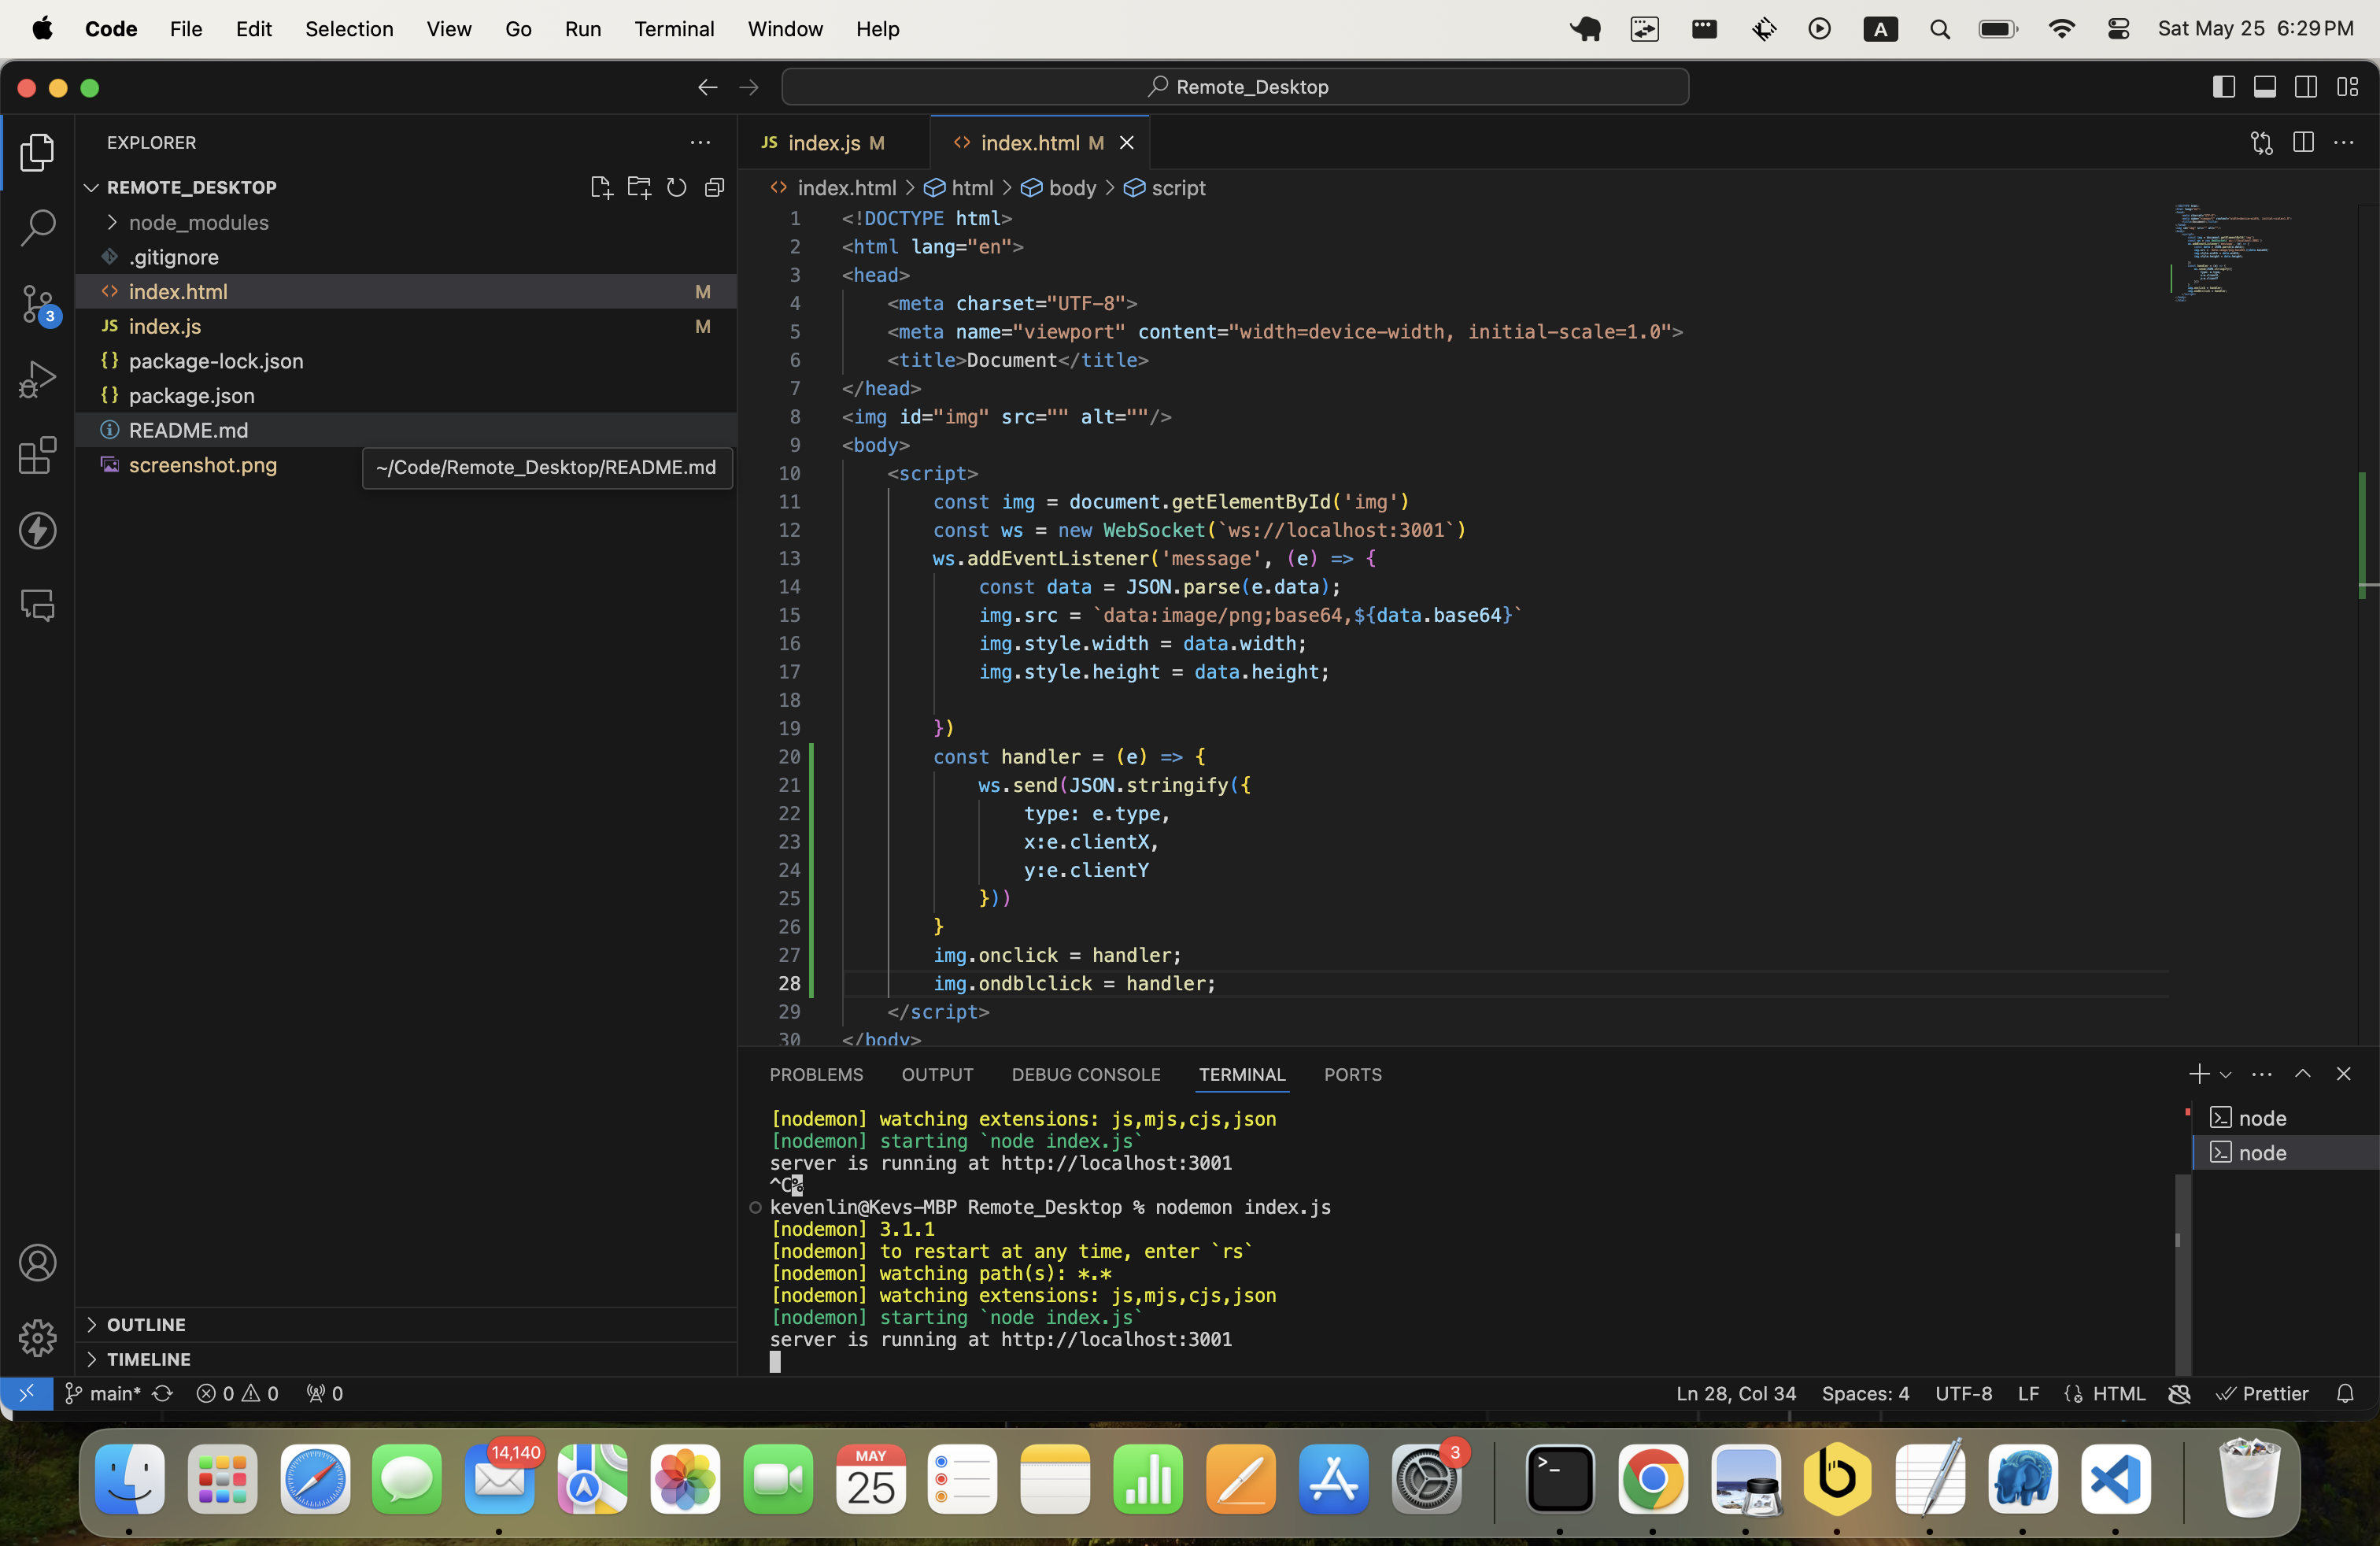 Code File Edit Selection View Go Run Terminal Window Help A Sat May 25 6:29 PM
Remote_Desktop
EXPLORER
REMOTE_DESKTOP
node_modules
.gitignore
index.html M
JS index.js M
{} package-lock.json
{} package.json
README.md
screenshot.png
~/Code/Remote_Desktop/README.md
3
OUTLINE
TIMELINE
JS index.js M
<> index.html M
<> index.html > html > body > script
1 <!DOCTYPE html>
2 <html lang="en">
3 <head>
4 <meta charset="UTF-8">
5 <meta name="viewport" content="width=device-width, initial-scale=1.0">
6 <title>Document</title>
7 </head>
8 <img id="img" src="" alt=""/>
9 <body>
10 <script>
11 const img = document.getElementById('img')
12 const ws = new WebSocket(`ws://localhost:3001`)
13 ws.addEventListener('message', (e) => {
14 const data = JSON.parse(e.data);
15 img.src = `data:image/png;base64,${data.base64}`
16 img.style.width = data.width;
17 img.style.height = data.height;
18
19 })
20 const handler = (e) => {
21 ws.send(JSON.stringify({
22 type: e.type,
23 x:e.clientX,
24 y:e.clientY
25 }))
26 }
27 img.onclick = handler;
28 img.ondblclick = handler;
29 </script>
30 </body>
PROBLEMS OUTPUT DEBUG CONSOLE TERMINAL PORTS
[nodemon] watching extensions: js,mjs,cjs,json
[nodemon] starting `node index.js`
server is running at http://localhost:3001
^C%
kevenlin@Kevs-MBP Remote_Desktop % nodemon index.js
[nodemon] 3.1.1
[nodemon] to restart at any time, enter `rs`
[nodemon] watching path(s): *.*
[nodemon] watching extensions: js,mjs,cjs,json
[nodemon] starting `node index.js`
server is running at http://localhost:3001
node
node
main* 0 0 0 Ln 28, Col 34 Spaces: 4 UTF-8 LF HTML Prettier
14,140
MAY
25
3